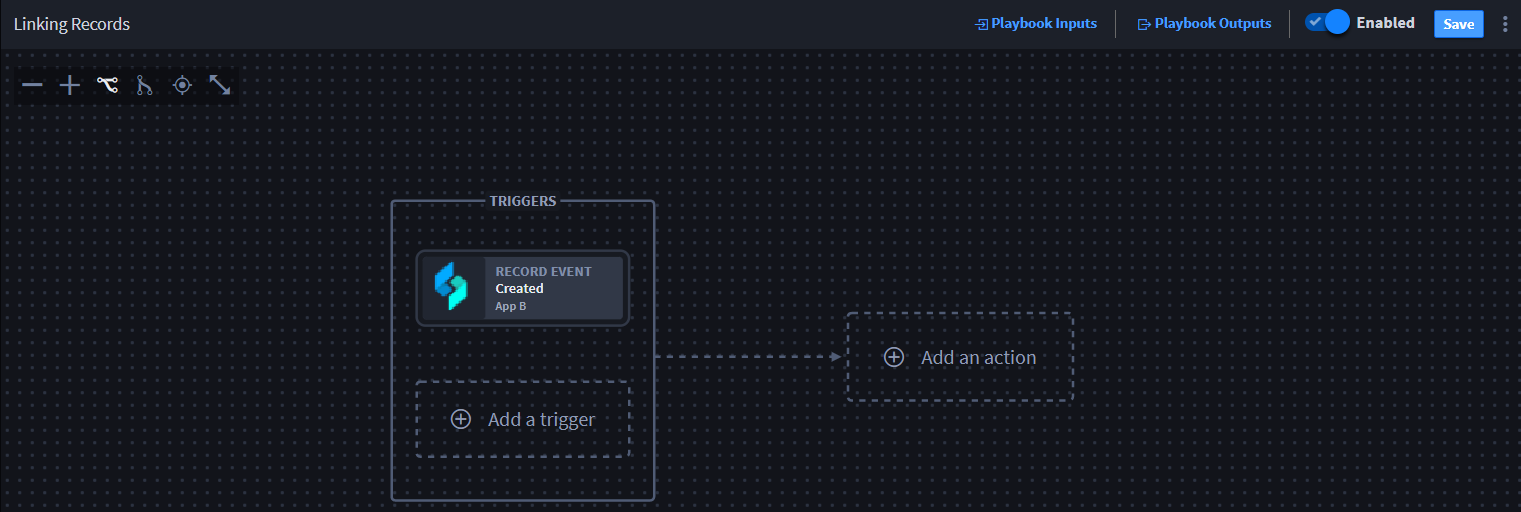 Linking Records
Playbook Inputs
Playbook Outputs
Enabled
Save
TRIGGERS
RECORD EVENT
Created
App B
Add an action
Add a trigger